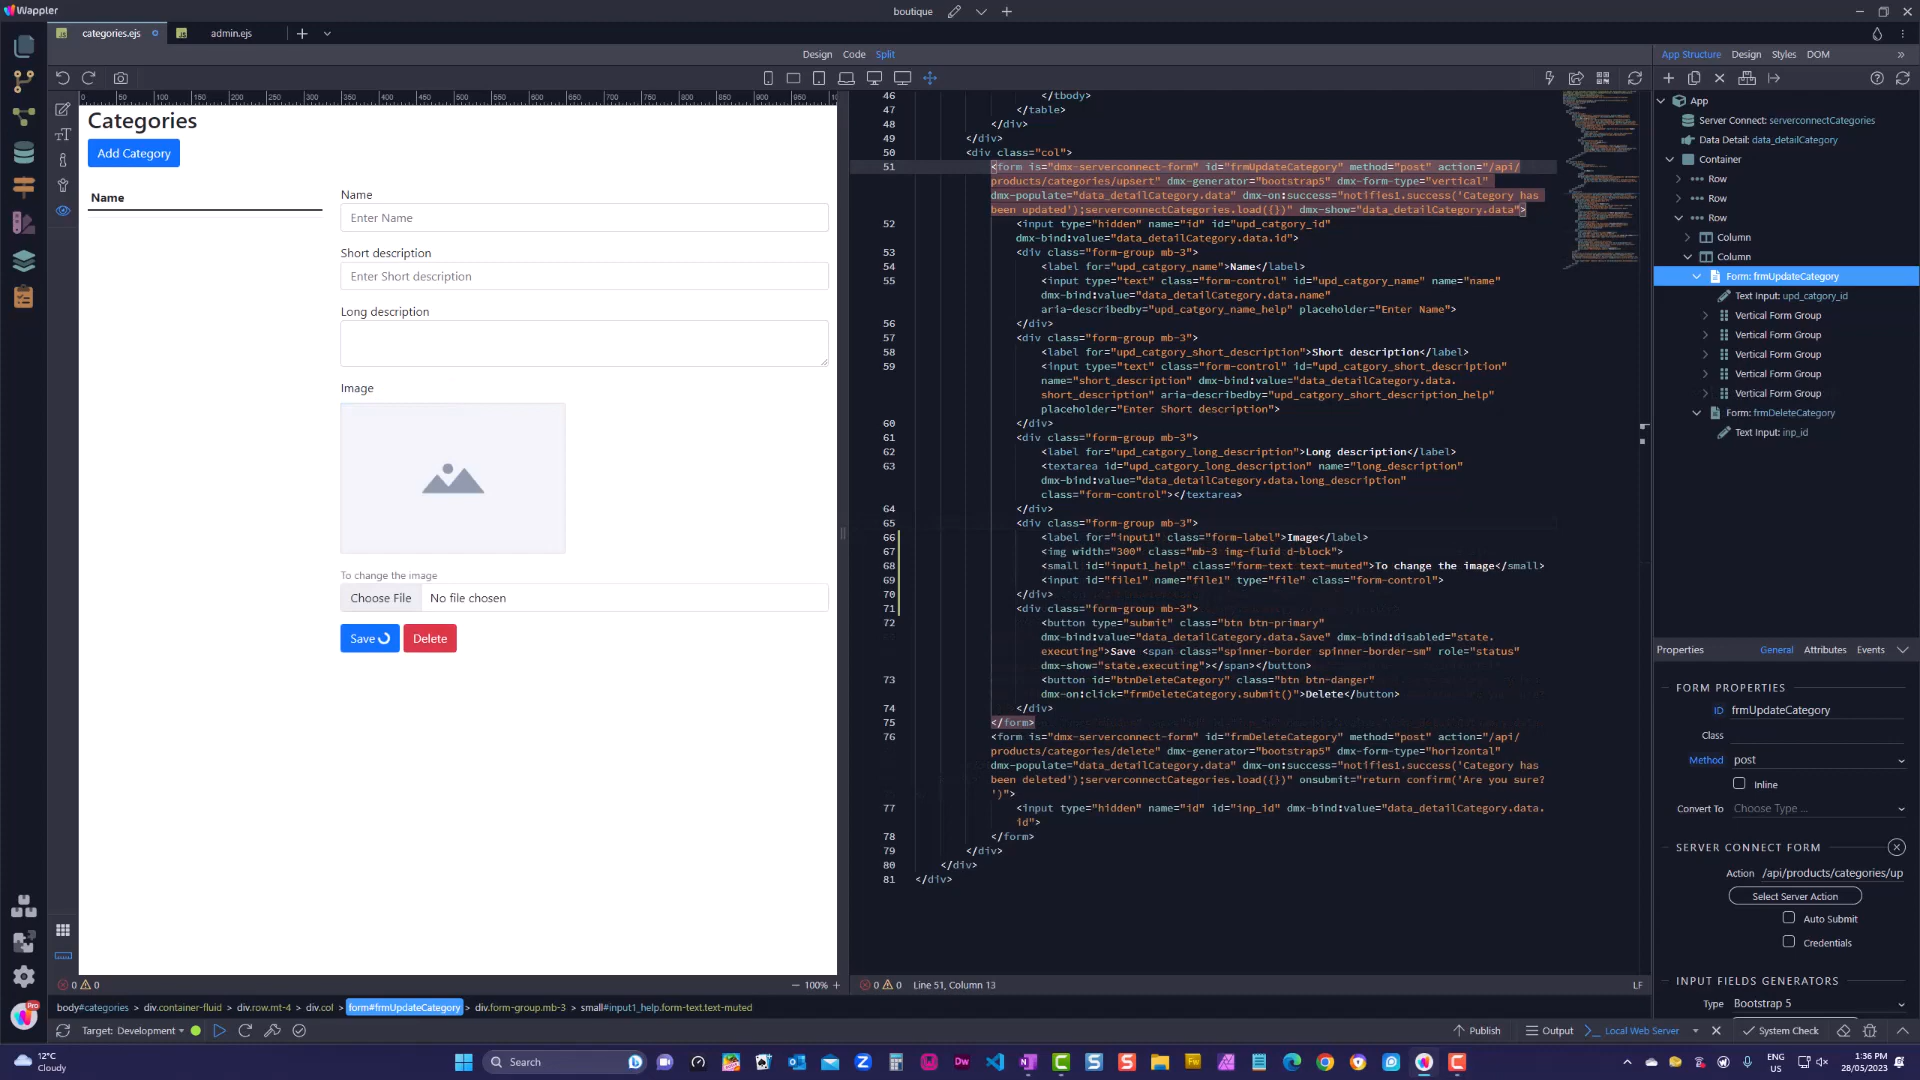 Wappler
boutique
categories.ejs
admin.ejs
Design Code Split
App Structure Design Styles DOM
0 50 100 150 200 250 300 350 400 450 500 550 600 650 700 750 800 850 900 950
Categories
Add Category
Name
Name
Enter Name
Short description
Enter Short description
Long description
Image
To change the image
Choose File No file chosen
Save Delete
46 </tbody>
47 </table>
48 </div>
49 </div>
50 <div class="col">
51 <form is="dmx-serverconnect-form" id="frmUpdateCategory" method="post" action="/api/
products/categories/upsert" dmx-generator="bootstrap5" dmx-form-type="vertical"
dmx-populate="data_detailCategory.data" dmx-on:success="notifies1.success('Category has
been updated');serverconnectCategories.load({})" dmx-show="data_detailCategory.data">
52 <input type="hidden" name="id" id="upd_catgory_id"
dmx-bind:value="data_detailCategory.data.id">
53 <div class="form-group mb-3">
54 <label for="upd_catgory_name">Name</label>
55 <input type="text" class="form-control" id="upd_catgory_name" name="name"
dmx-bind:value="data_detailCategory.data.name"
aria-describedby="upd_catgory_name_help" placeholder="Enter Name">
56 </div>
57 <div class="form-group mb-3">
58 <label for="upd_catgory_short_description">Short description</label>
59 <input type="text" class="form-control" id="upd_catgory_short_description"
name="short_description" dmx-bind:value="data_detailCategory.data.
short_description" aria-describedby="upd_catgory_short_description_help"
placeholder="Enter Short description">
60 </div>
61 <div class="form-group mb-3">
62 <label for="upd_catgory_long_description">Long description</label>
63 <textarea id="upd_catgory_long_description" name="long_description"
dmx-bind:value="data_detailCategory.data.long_description"
class="form-control"></textarea>
64 </div>
65 <div class="form-group mb-3">
66 <label for="input1" class="form-label">Image</label>
67 <img width="300" class="mb-3 img-fluid d-block">
68 <small id="input1_help" class="form-text text-muted">To change the image</small>
69 <input id="file1" name="file1" type="file" class="form-control">
70 </div>
71 <div class="form-group mb-3">
72 <button type="submit" class="btn btn-primary"
dmx-bind:value="data_detailCategory.data.Save" dmx-bind:disabled="state.
executing">Save <span class="spinner-border spinner-border-sm" role="status"
dmx-show="state.executing"></span></button>
73 <button id="btnDeleteCategory" class="btn btn-danger"
dmx-on:click="frmDeleteCategory.submit()">Delete</button>
74 </div>
75 </form>
76 <form is="dmx-serverconnect-form" id="frmDeleteCategory" method="post" action="/api/
products/categories/delete" dmx-generator="bootstrap5" dmx-form-type="horizontal"
dmx-populate="data_detailCategory.data" dmx-on:success="notifies1.success('Category has
been deleted');serverconnectCategories.load({})" onsubmit="return confirm('Are you sure?
')">
77 <input type="hidden" name="id" id="inp_id" dmx-bind:value="data_detailCategory.data.
id">
78 </form>
79 </div>
80 </div>
81 </div>
App
Server Connect: serverconnectCategories
Data Detail: data_detailCategory
Container
Row
Row
Row
Column
Column
Form: frmUpdateCategory
Text Input: upd_catgory_id
Vertical Form Group
Vertical Form Group
Vertical Form Group
Vertical Form Group
Vertical Form Group
Form: frmDeleteCategory
Text Input: inp_id
Properties General Attributes Events
FORM PROPERTIES
ID frmUpdateCategory
Class
Method post
Inline
Convert To Choose Type ...
SERVER CONNECT FORM
Action /api/products/categories/up
Select Server Action
Auto Submit
Credentials
INPUT FIELDS GENERATORS
Type Bootstrap 5
0 0 100%
0 0 Line 51, Column 13 LF
body#categories > div.container-fluid > div.row.mt-4 > div.col form#frmUpdateCategory > div.form-group.mb-3 > small#input1_help.form-text.text-muted
Target: Development
Publish Output Local Web Server System Check
Pro
12°C
Cloudy
Search
ENG
US
1:36 PM
28/05/2023